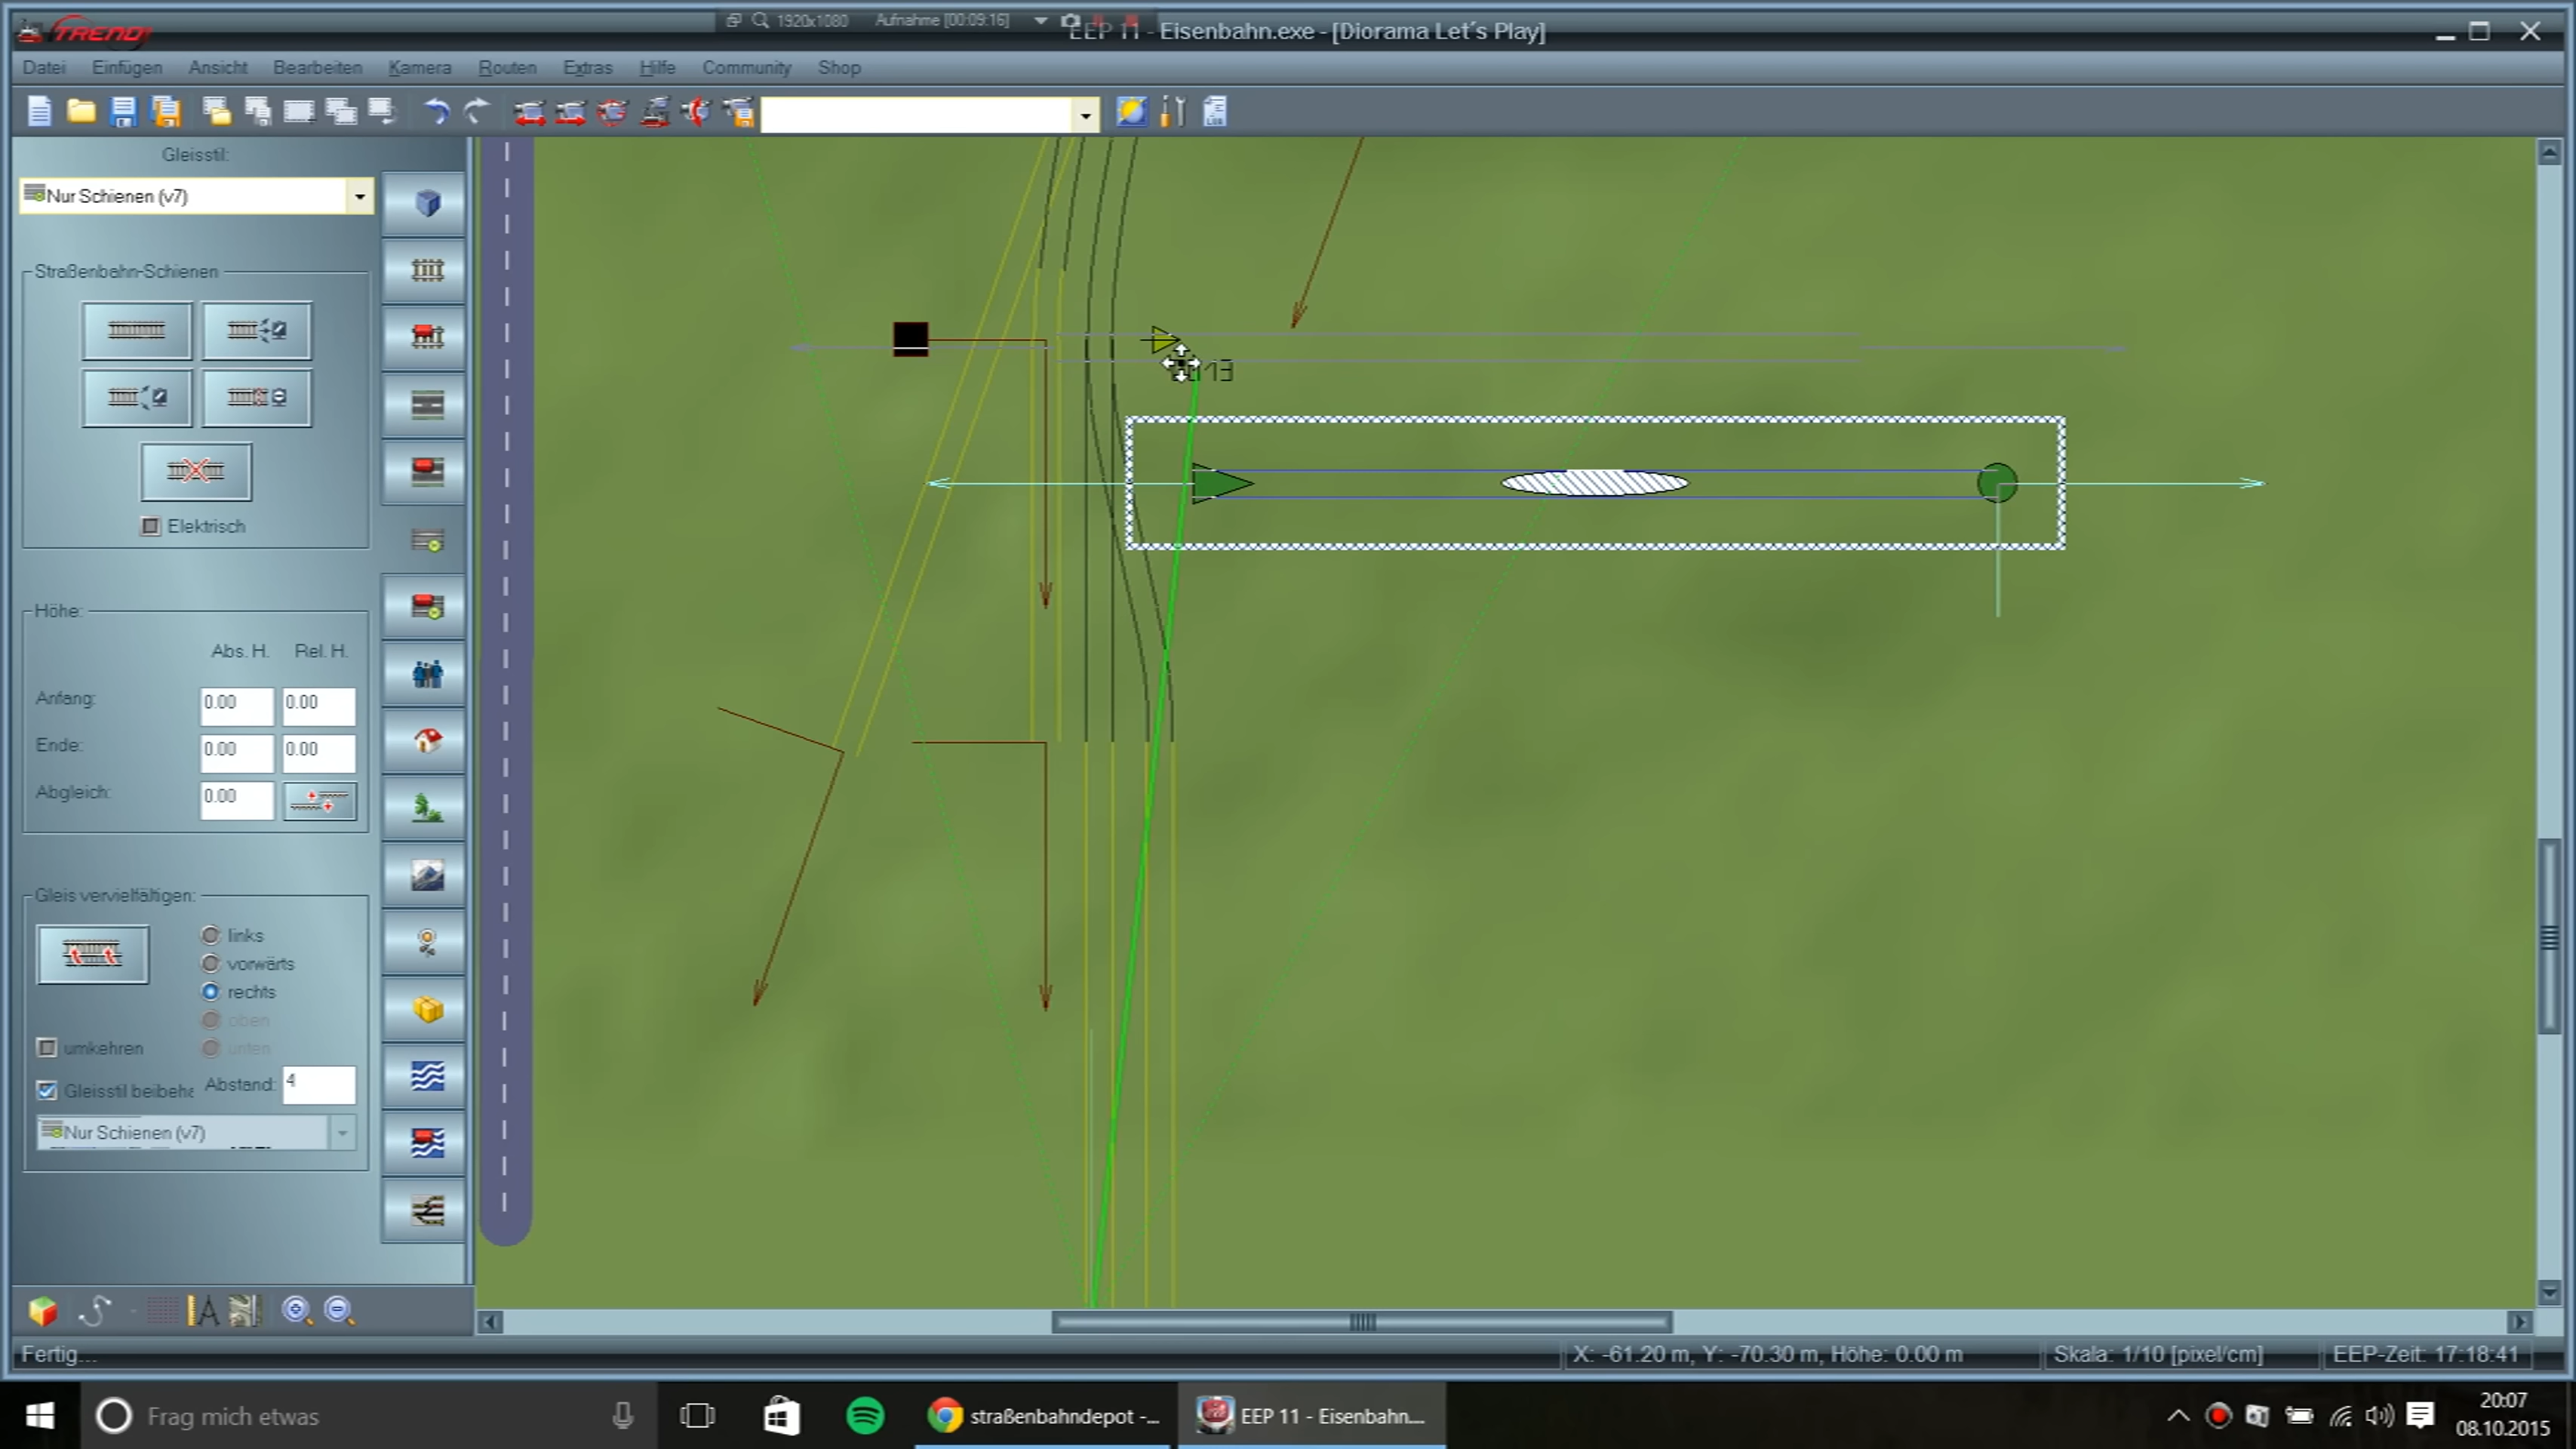 1920x1080 Aufnahme [00:09:16]
TREND
EEP 11 - Eisenbahn.exe - [Diorama Let's Play]
Datei Einfügen Ansicht Bearbeiten Kamera Routen Extras Hilfe Community Shop
Gleisstil:
Nur Schienen (v7)
Straßenbahn-Schienen
Elektrisch
Höhe:
Abs. H. Rel. H.
Anfang: 0.00 0.00
Ende: 0.00 0.00
Abgleich: 0.00
Gleis vervielfältigen:
links
vorwärts
rechts
oben
umkehren unten
Gleisstil beibehe Abstand: 4
Nur Schienen (v7)
Fertig... X: -61.20 m, Y: -70.30 m, Höhe: 0.00 m Skala: 1/10 [pixel/cm] EEP-Zeit: 17:18:41
Frag mich etwas straßenbahndepot -... EEP 11 - Eisenbahn.... 20:07
08.10.2015